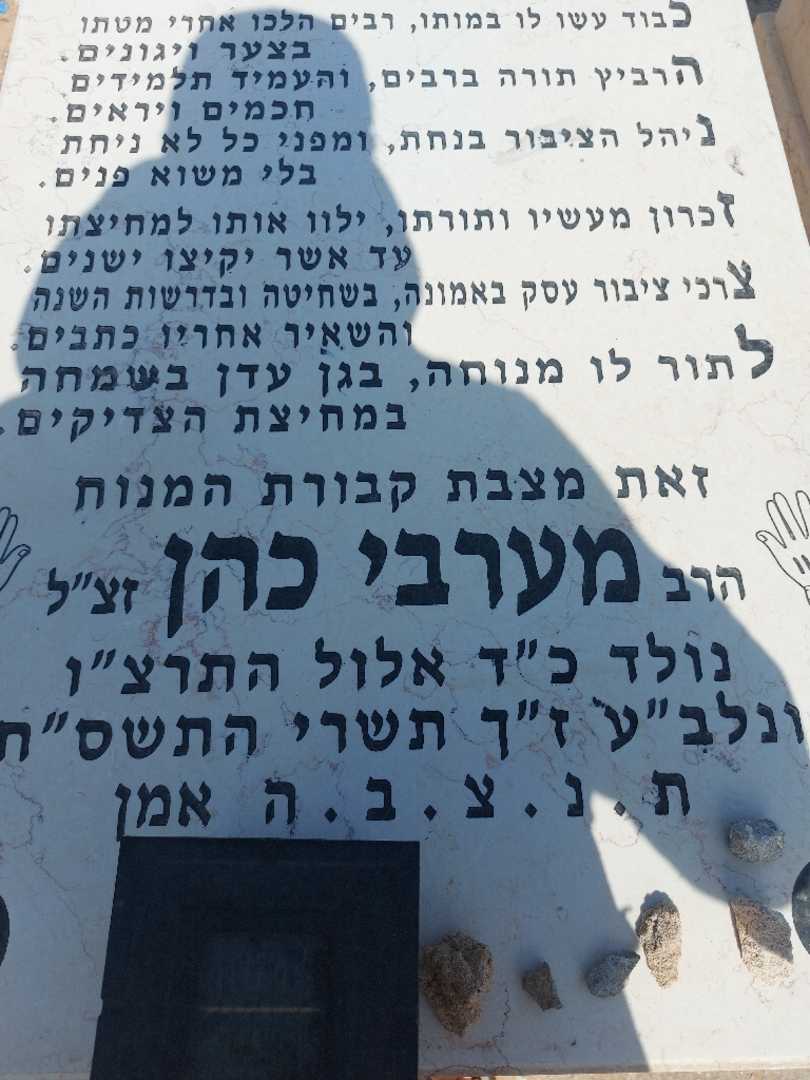 כבוד עשו לו במותו, רבים הלכו אחרי מטתו
בצער ויגונים.
הרביץ תורה ברבים, והעמיד תלמידים
חכמים ויראים.
ניהל הציבור בנחת, ומפני כל לא ניחת
בלי משוא פנים.
זכרון מעשיו ותורתו, ילוו אותו למחיצתו
עד אשר יקיצו ישנים.
צרכי ציבור עסק באמונה, בשחיטה ובדרשות השנה
והשאיר אחריו כתבים.
לתור לו מנוחה, בגן עדן בשמחה
במחיצת הצדיקים.
זאת מצבת קבורת המנוח
הרב מערבי כהן זצ"ל
נולד כ"ד אלול התרצ"ו
ונלב"ע ז"ך תשרי התשס"ח
ת.נ.צ.ב.ה אמן